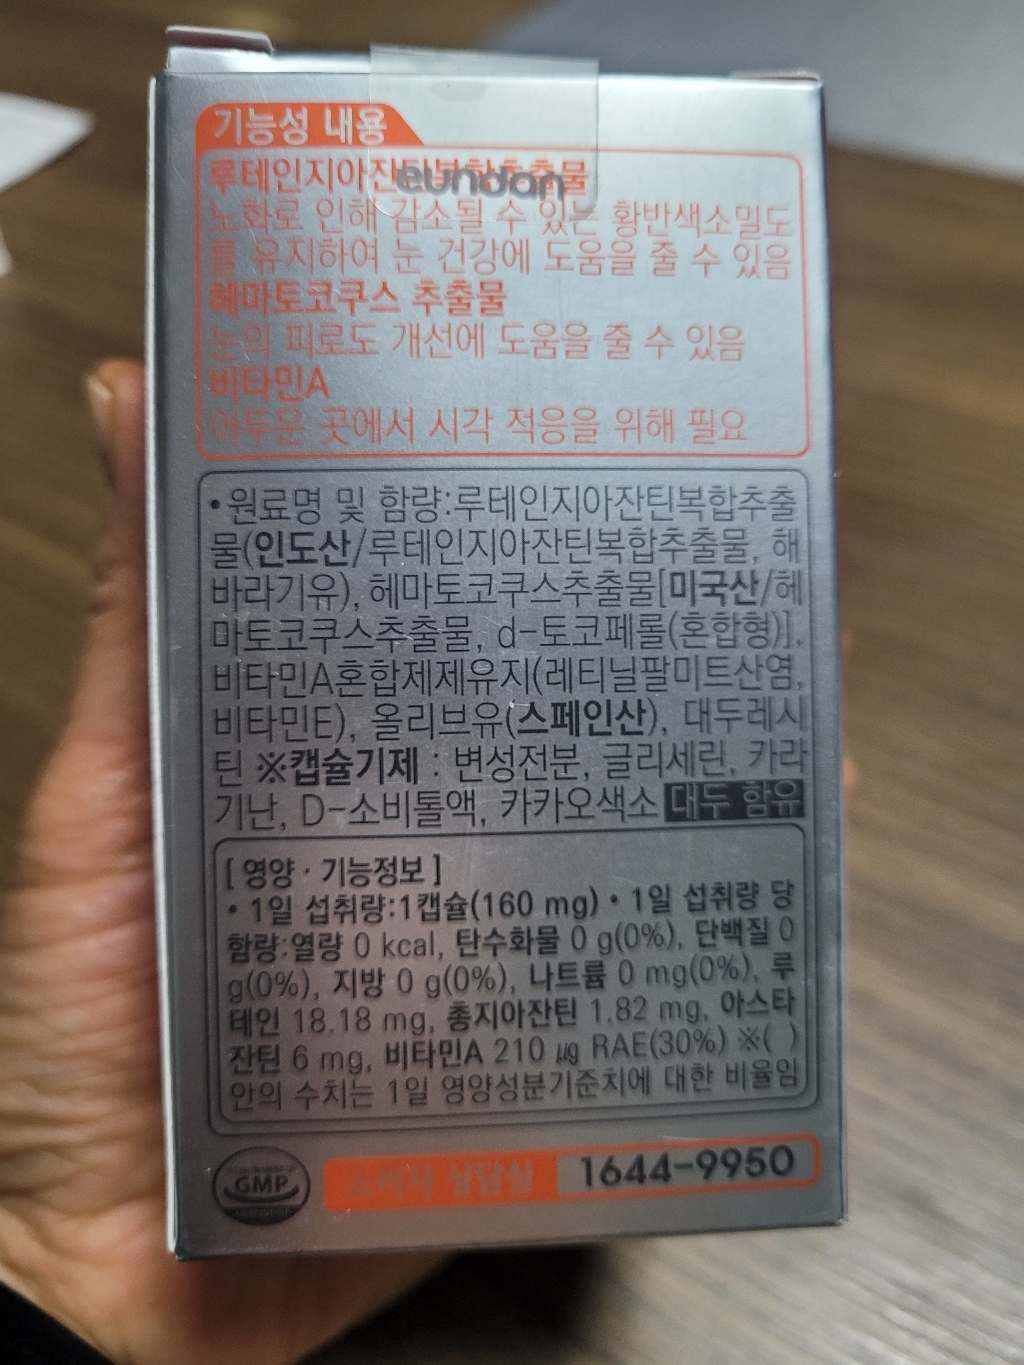 기능성 내용
루테인지아잔틴복합추출물
eundan
노화로 인해 감소될 수 있는 황반색소밀도
를 유지하여 눈 건강에 도움을 줄 수 있음
헤마토코쿠스 추출물
눈의 피로도 개선에 도움을 줄 수 있음
비타민A
어두운 곳에서 시각 적응을 위해 필요
•원료명 및 함량:루테인지아잔틴복합추출
물(인도산/루테인지아잔틴복합추출물, 해
바라기유), 헤마토코쿠스추출물[미국산/헤
마토코쿠스추출물, d-토코페롤(혼합형)],
비타민A혼합제제유지(레티닐팔미트산염,
비타민E), 올리브유(스페인산), 대두레시
틴 ※캡슐기제 : 변성전분, 글리세린, 카라
기난, D-소비톨액, 카카오색소 대두 함유
[ 영양 · 기능정보 ]
• 1일 섭취량:1캡슐(160 mg) • 1일 섭취량 당
함량:열량 0 kcal, 탄수화물 0 g(0%), 단백질 0
g(0%), 지방 0 g(0%), 나트륨 0 mg(0%), 루
테인 18.18 mg, 총지아잔틴 1.82 mg, 아스타
잔틴 6 mg, 비타민A 210 μg RAE(30%) ※( )
안의 수치는 1일 영양성분기준치에 대한 비율임
GMP
소비자 상담실 1644-9950